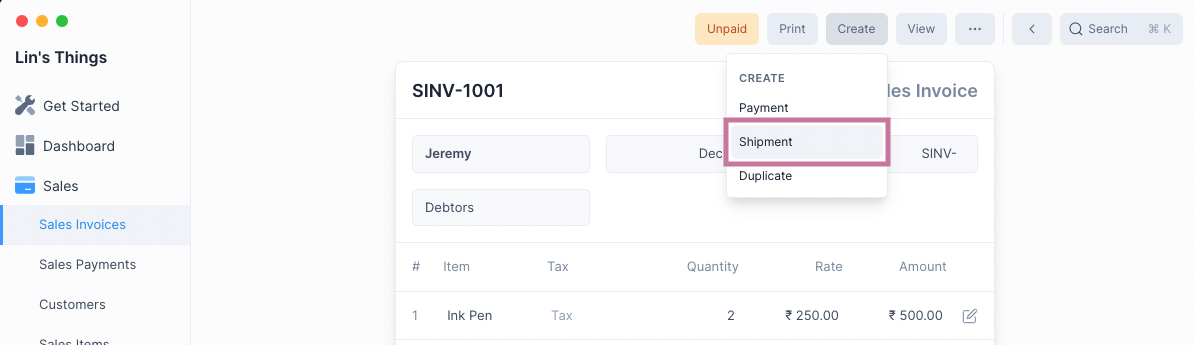 Unpaid Print Create View ··· < Search ⌘ K
Lin's Things
Get Started
Dashboard
Sales
Sales Invoices
Sales Payments
Customers
Sales Items
SINV-1001
les Invoice
CREATE
Payment
Shipment
Duplicate
Jeremy
Dec
SINV-
Debtors
# Item Tax Quantity Rate Amount
1 Ink Pen Tax 2 ₹ 250.00 ₹ 500.00